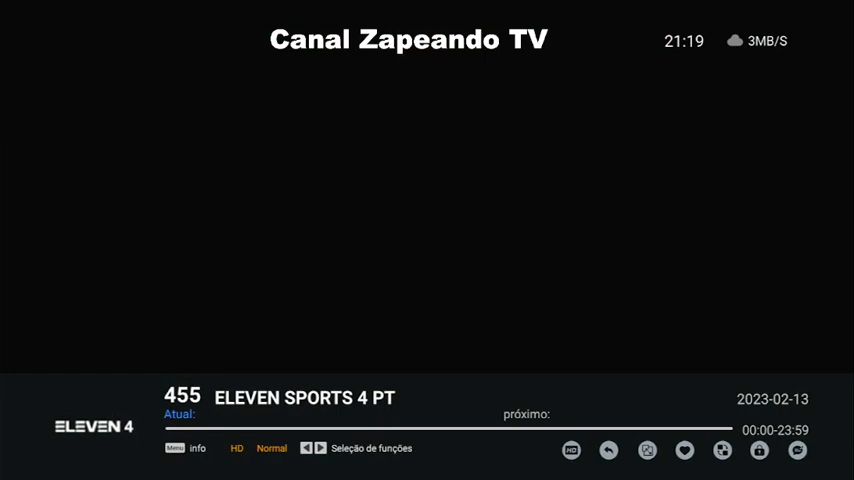 Canal Zapeando TV
21:19
3MB/S
455 ELEVEN SPORTS 4 PT
2023-02-13
Atual:
próximo:
ELEVEN 4
00:00-23:59
Menu info
HD
Normal
Seleção de funções
HD